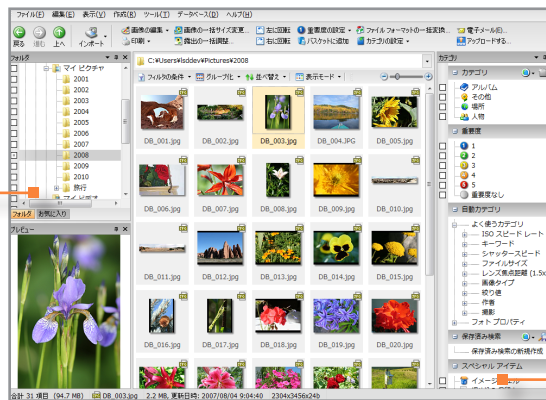 ファイル(F) 編集(E) 表示(V) 作成(R) ツール(T) データベース(D) ヘルプ(H)
戻る 進む 上へ インポート
画像の編集 画像の一括サイズ変更... 左に回転 重要度の設定 ファイル フォーマットの一括変換... 電子メール(E)...
印刷 露出の一括調整... 右に回転 バスケットに追加 カテゴリの設定 アップロードする...
フォルダ
マイ ピクチャ
2001
2002
2003
2004
2005
2006
2007
2008
2009
2010
旅行
マイ ビデオ
フォルダ お気に入り
プレビュー
C:¥Users¥lsddev¥Pictures¥2008
フィルタの条件 グループ化 並べ替え 表示モード
DB_001.jpg DB_002.jpg DB_003.jpg DB_004.JPG DB_005.jpg
DB_006.jpg DB_007.jpg DB_008.jpg DB_009.jpg DB_010.jpg
DB_011.jpg DB_012.jpg DB_013.jpg DB_014.jpg DB_015.jpg
DB_016.jpg DB_017.jpg DB_018.jpg DB_019.jpg DB_020.jpg
カテゴリ
カテゴリ
アルバム
その他
場所
人物
重要度
1
2
3
4
5
重要度なし
自動カテゴリ
よく使うカテゴリ
ISO スピード レート
キーワード
シャッタースピード
ファイルサイズ
レンズ焦点距離 (1.5x
画像タイプ
絞り値
作者
撮影
フォト プロパティ
保存済み検索
保存済み検索の新規作成
スペシャル アイテム
合計 31 項目 (94.7 MB) DB_003.jpg 2.2 MB, 更新日時: 2007/08/04 9:04:40 2304x3456x24b